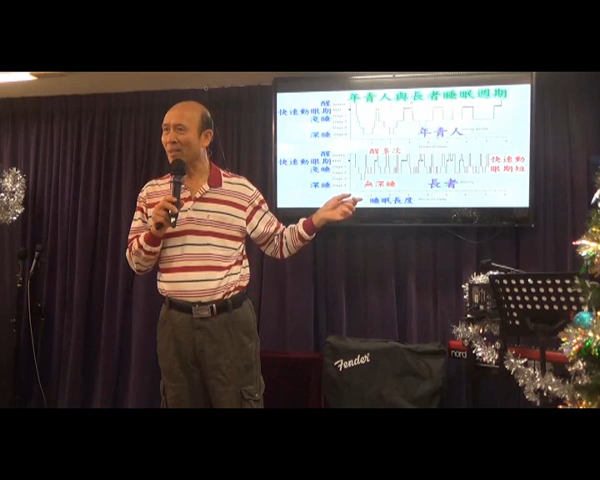 年青人與長者睡眠週期
醒
快速動眼期
淺睡
深睡
年青人
醒多次
醒
快速動眼期
淺睡
深睡
快速動
眼期短
無深睡
長者
睡眠長度
Fender
nord